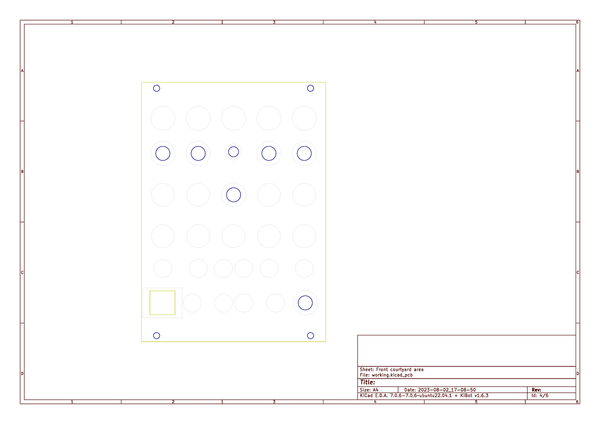 1 2 3 4 5 6
A A
B B
C C
Sheet: Front courtyard area
File: working.kicad_pcb
Title:
D D
Size: A4 Date: 2023-08-02_17-08-50 Rev:
KiCad E.D.A. 7.0.6-7.0.6~ubuntu22.04.1 + KiBot v1.6.3 Id: 4/6
1 2 3 4 5 6